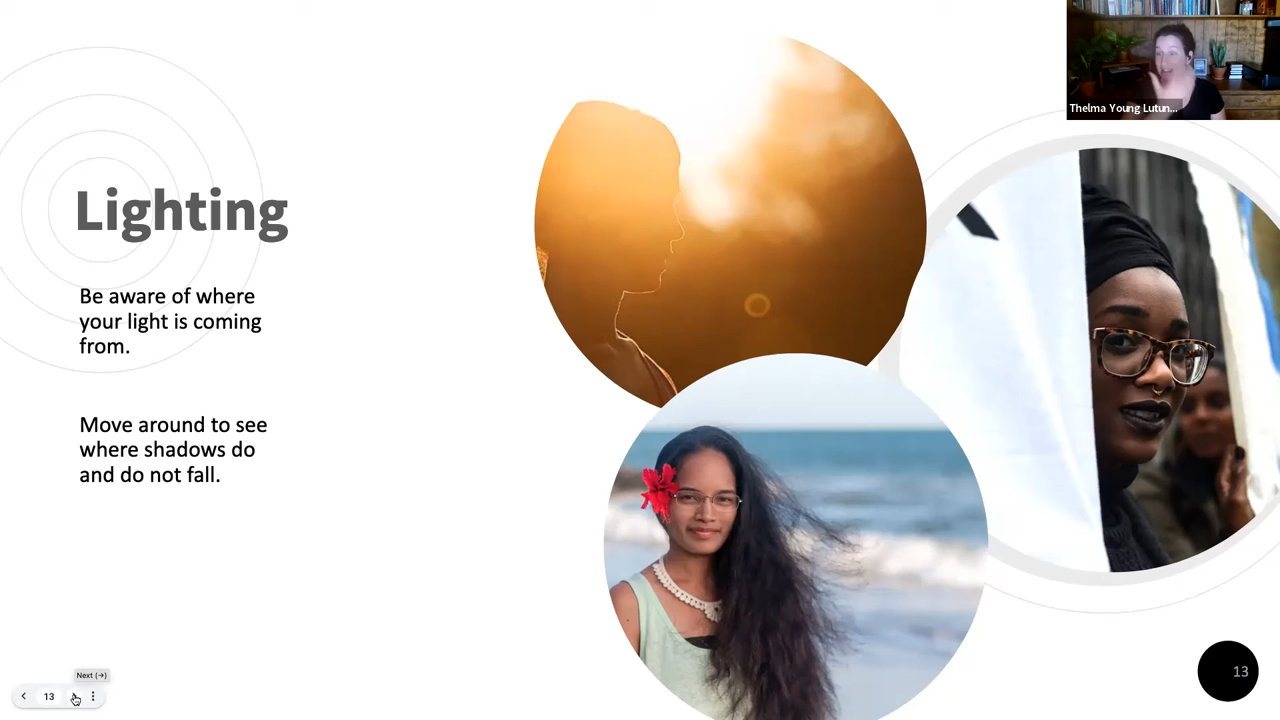 Thelma Young Lutun...
Lighting
Be aware of where
your light is coming
from.
Move around to see
where shadows do
and do not fall.
Next (→)
13
13